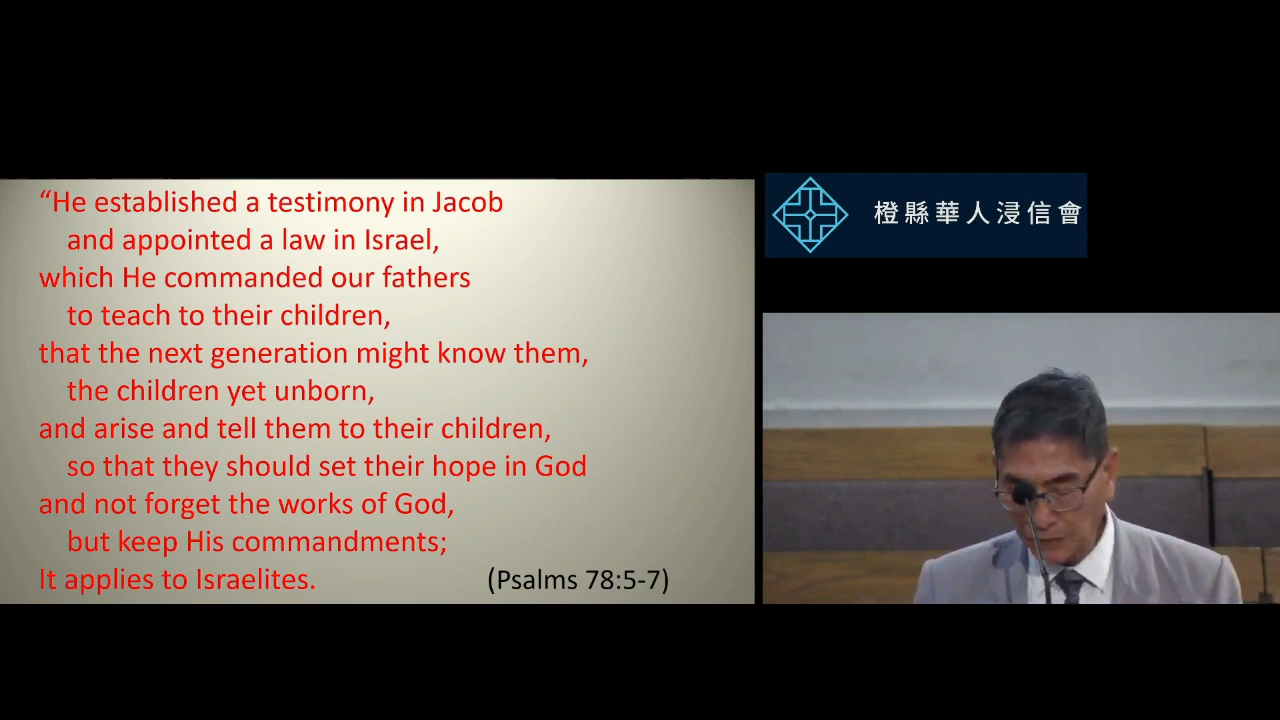 “He established a testimony in Jacob
and appointed a law in Israel,
which He commanded our fathers
to teach to their children,
that the next generation might know them,
the children yet unborn,
and arise and tell them to their children,
so that they should set their hope in God
and not forget the works of God,
but keep His commandments;
It applies to Israelites. (Psalms 78:5-7)
橙縣華人浸信會